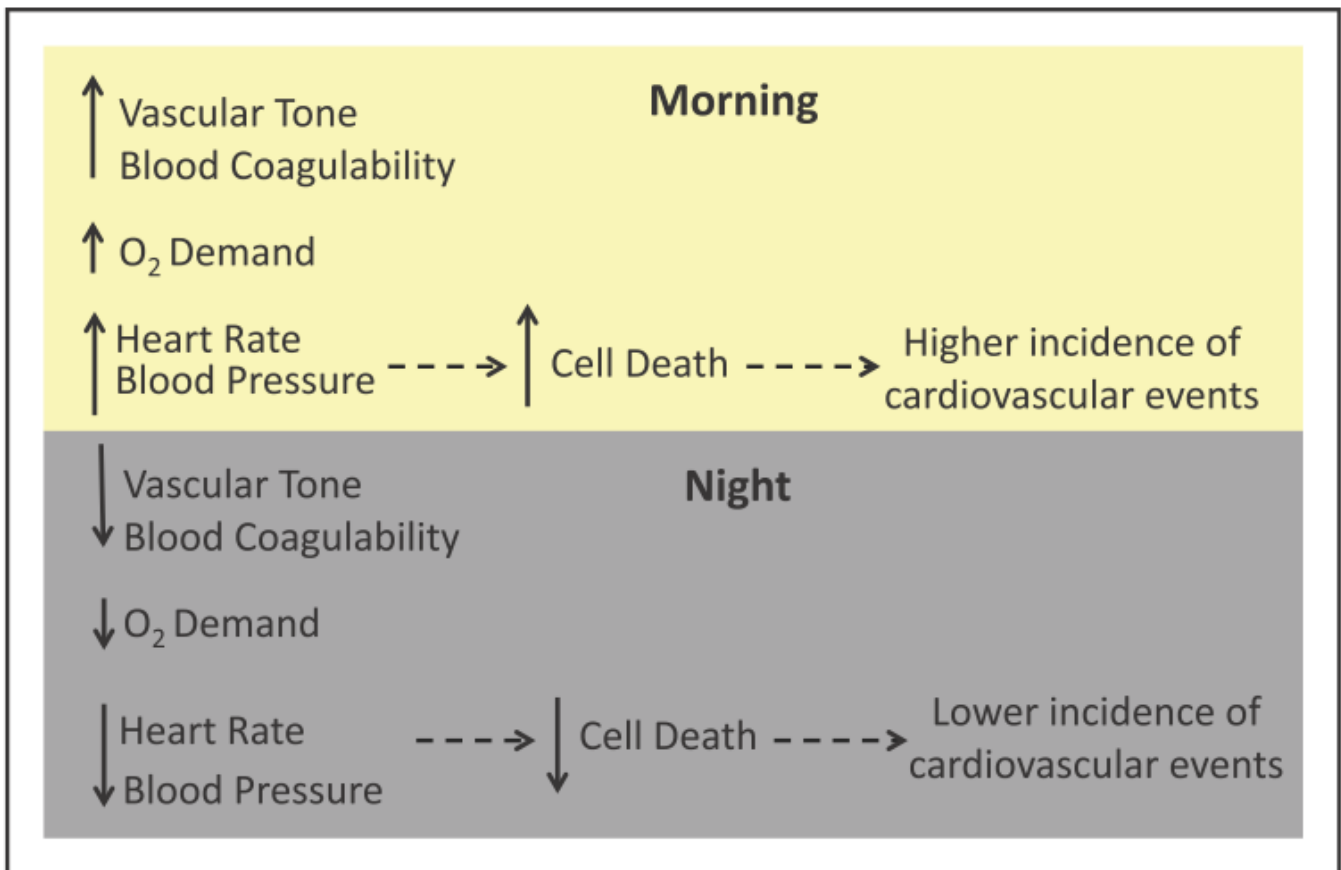 Morning
Vascular Tone
Blood Coagulability
O₂ Demand
Heart Rate
Blood Pressure
Cell Death
Higher incidence of
cardiovascular events
Night
Vascular Tone
Blood Coagulability
O₂ Demand
Heart Rate
Blood Pressure
Cell Death
Lower incidence of
cardiovascular events